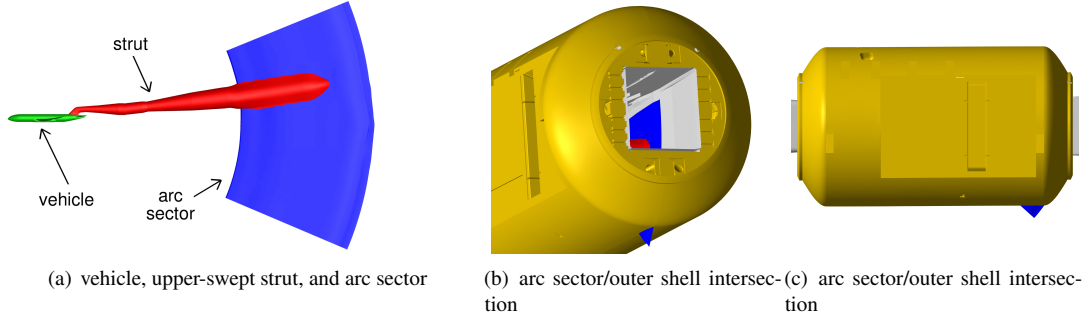 strut
vehicle
arc
sector
(a) vehicle, upper-swept strut, and arc sector
(b) arc sector/outer shell intersec-
tion
(c) arc sector/outer shell intersec-
tion